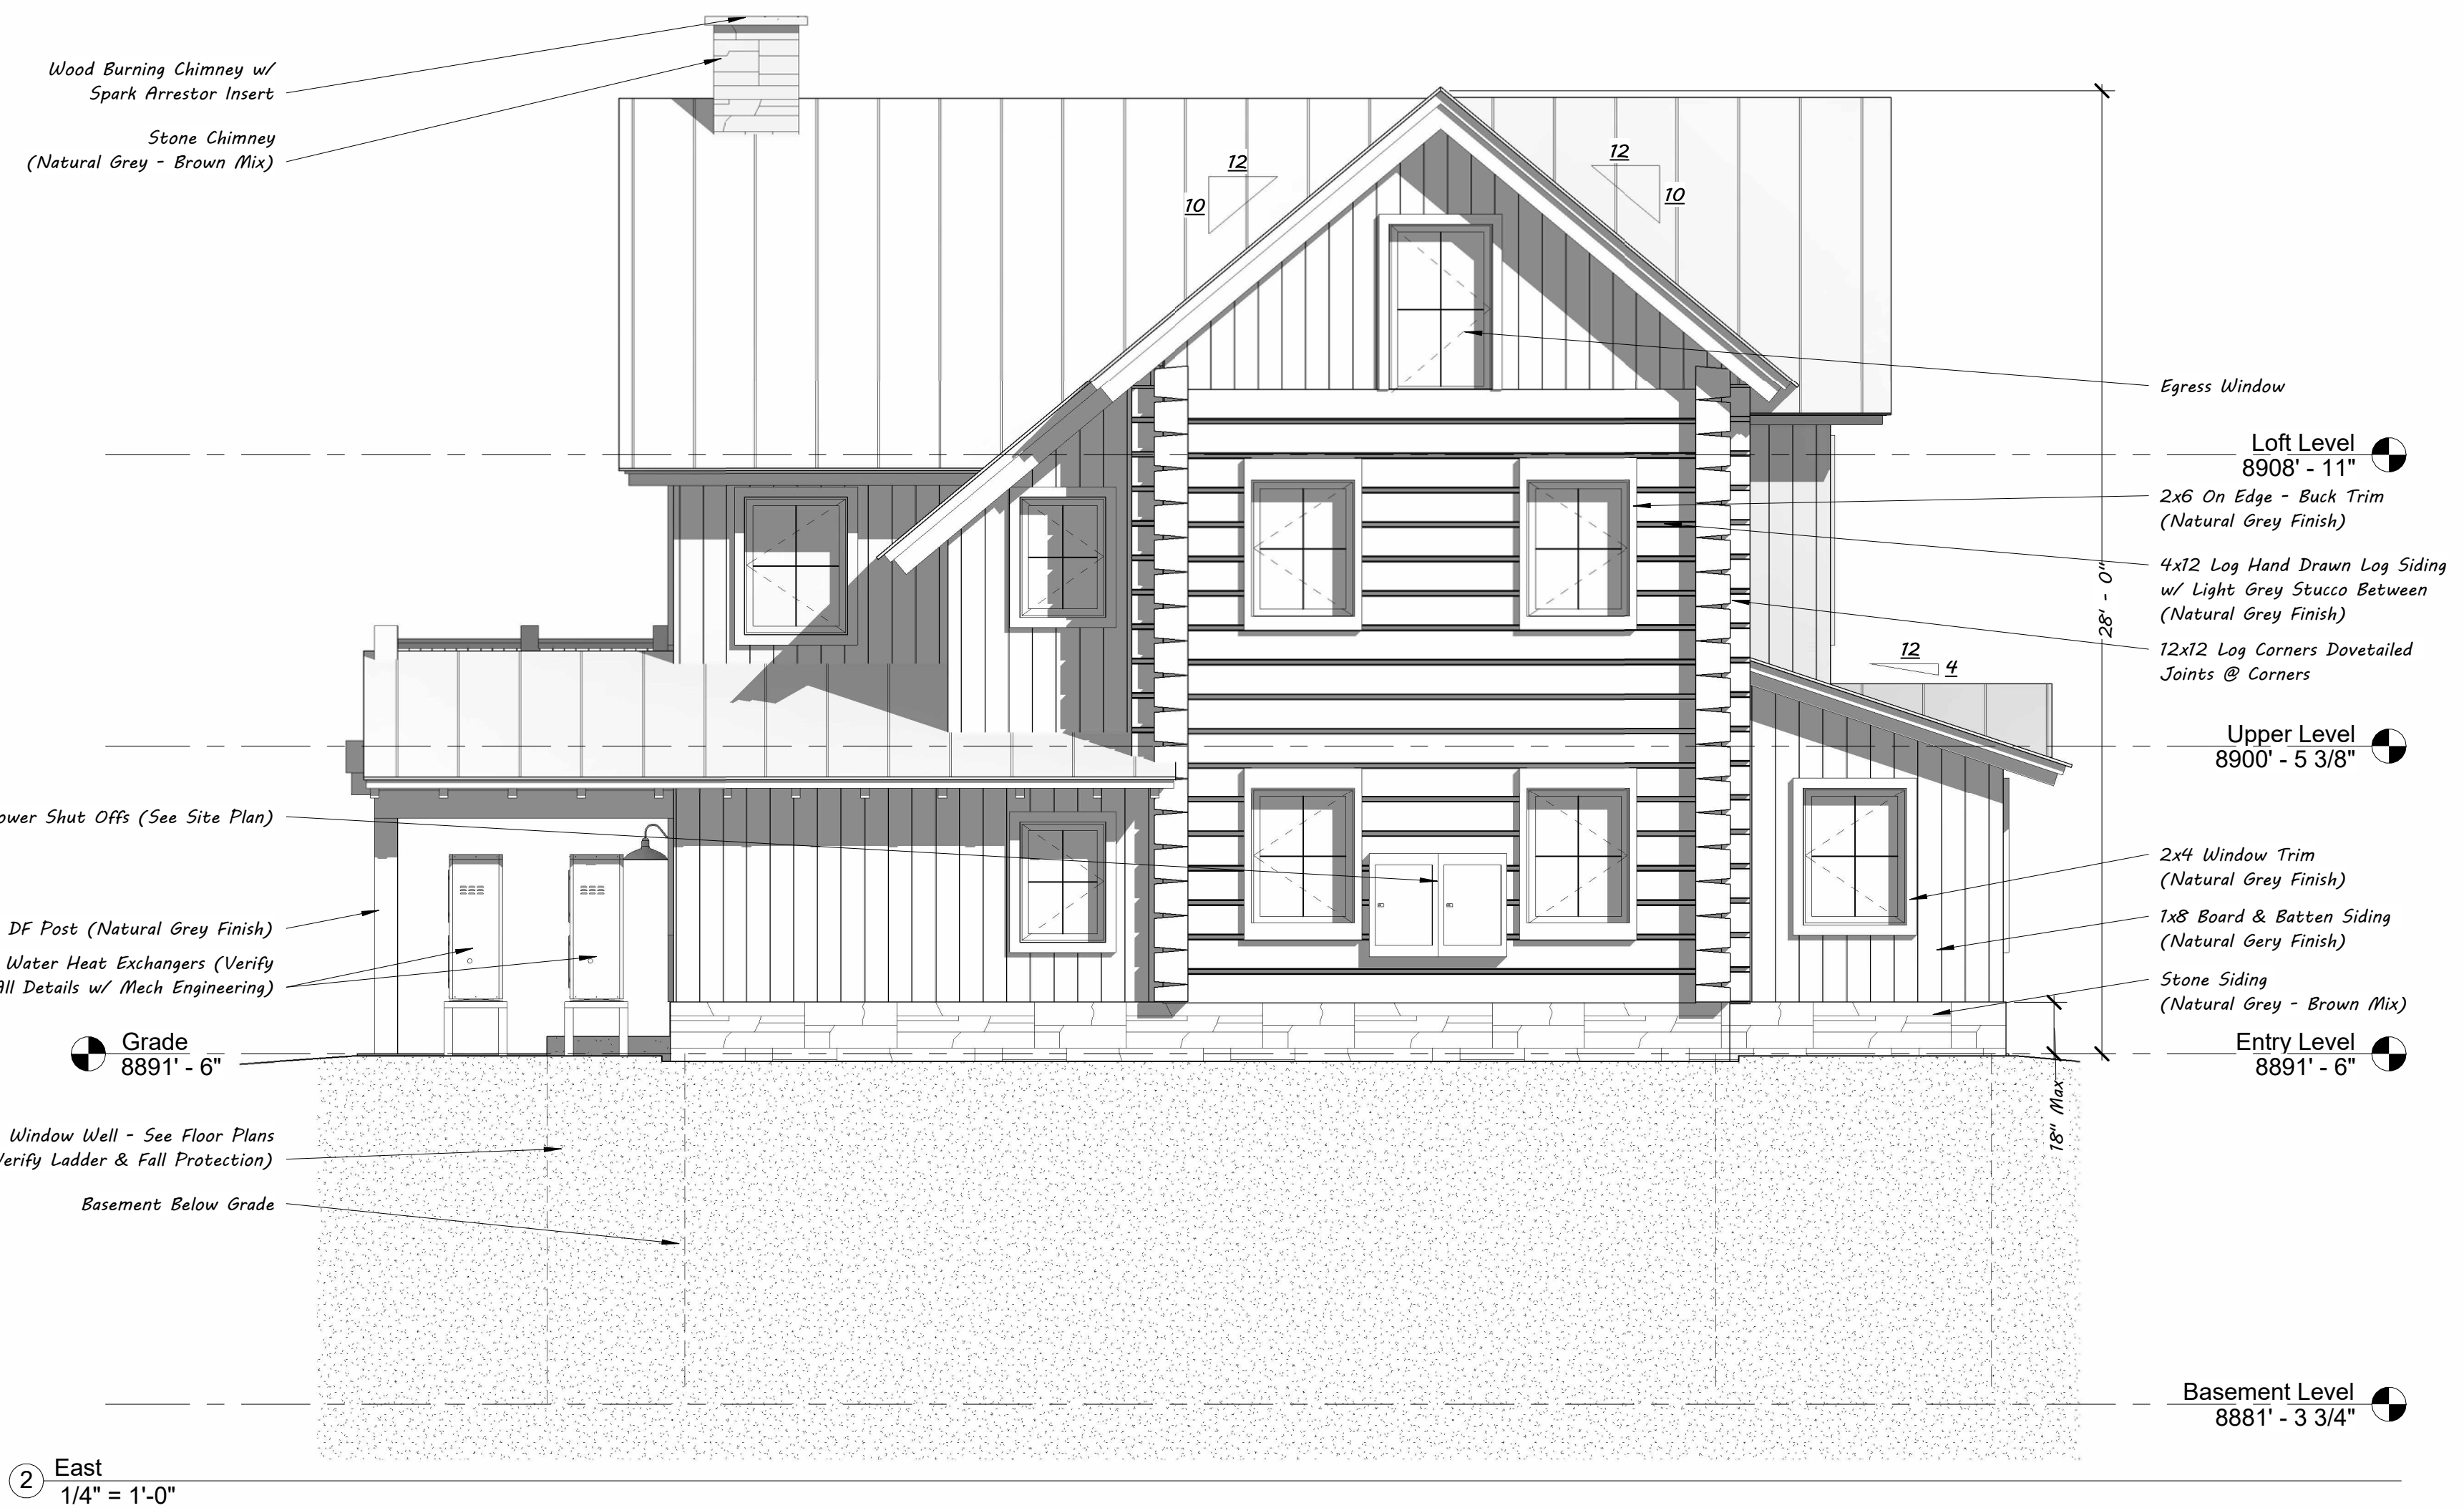 Wood Burning Chimney w/
Spark Arrestor Insert
Stone Chimney
(Natural Grey - Brown Mix)
12
10
12
10
Egress Window
Loft Level
8908' - 11"
2x6 On Edge - Buck Trim
(Natural Grey Finish)
4x12 Log Hand Drawn Log Siding
w/ Light Grey Stucco Between
(Natural Grey Finish)
28' - 0"
12x12 Log Corners Dovetailed
Joints @ Corners
12
4
Upper Level
8900' - 5 3/8"
Shut Offs (See Site Plan)
2x4 Window Trim
(Natural Grey Finish)
1x8 Board & Batten Siding
(Natural Gery Finish)
DF Post (Natural Grey Finish)
Water Heat Exchangers (Verify
All Details w/ Mech Engineering)
Stone Siding
(Natural Grey - Brown Mix)
Grade
8891' - 6"
Entry Level
8891' - 6"
18" Max
Window Well - See Floor Plans
Ladder & Fall Protection)
Basement Below Grade
Basement Level
8881' - 3 3/4"
2
East
1/4" = 1'-0"